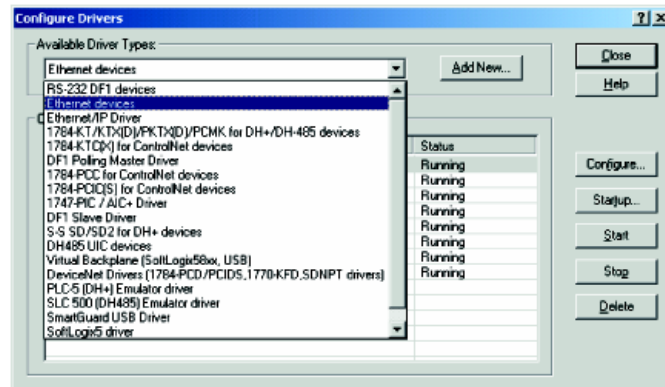 Configure Drivers
Available Driver Types:
Ethernet devices
Add New...
Close
Help
RS-232 DF1 devices
Ethernet devices
Ethernet/IP Driver
1784-KT/KTX(D)/PKTX(D)/PCMK for DH+/DH-485 devices
1784-KTC(X) for ControlNet devices
DF1 Polling Master Driver
1784-PCC for ControlNet devices
1784-PCIC(S) for ControlNet devices
1747-PIC / AIC+ Driver
DF1 Slave Driver
S-S SD/SD2 for DH+ devices
DH485 UIC devices
Virtual Backplane (SoftLogix58xx, USB)
DeviceNet Drivers (1784-PCD/PCIDS,1770-KFD,SDNPT drivers)
PLC-5 (DH+) Emulator driver
SLC 500 (DH485) Emulator driver
SmartGuard USB Driver
SoftLogix5 driver
Status
Running
Running
Running
Running
Running
Running
Running
Running
Configure...
Startup...
Start
Stop
Delete